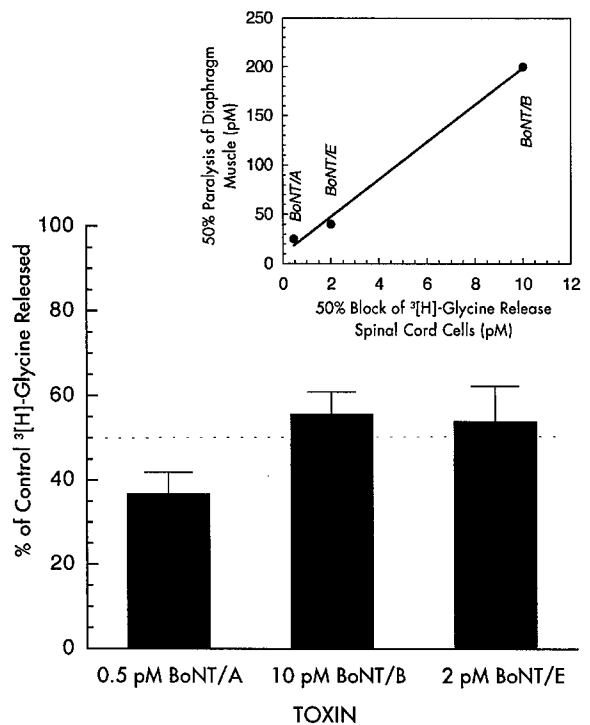 250
200
150
100
50
0
50% Paralysis of Diaphragm
Muscle (pM)
BoNT/A
BoNT/E
BoNT/B
0 2 4 6 8 10 12
50% Block of ³[H]-Glycine Release
Spinal Cord Cells (pM)
100
80
60
40
20
0
% of Control ³[H]-Glycine Released
0.5 pM BoNT/A 10 pM BoNT/B 2 pM BoNT/E
TOXIN